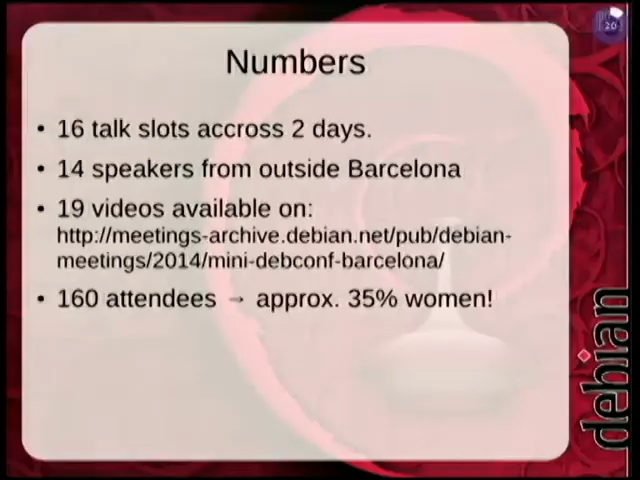 Numbers
• 16 talk slots accross 2 days.
• 14 speakers from outside Barcelona
• 19 videos available on:
http://meetings-archive.debian.net/pub/debian-
meetings/2014/mini-debconf-barcelona/
• 160 attendees → approx. 35% women!
debian
20